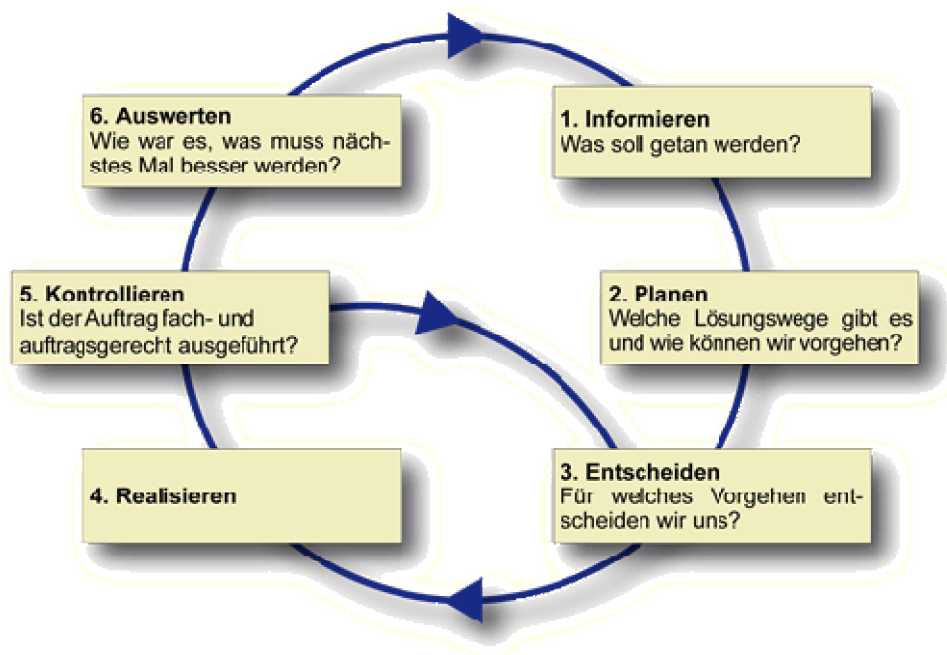 1. Informieren
Was soll getan werden?
2. Planen
Welche Lösungswege gibt es
und wie können wir vorgehen?
3. Entscheiden
Für welches Vorgehen ent-
scheiden wir uns?
4. Realisieren
5. Kontrollieren
Ist der Auftrag fach- und
auftragsgerecht ausgeführt?
6. Auswerten
Wie war es, was muss näch-
stes Mal besser werden?